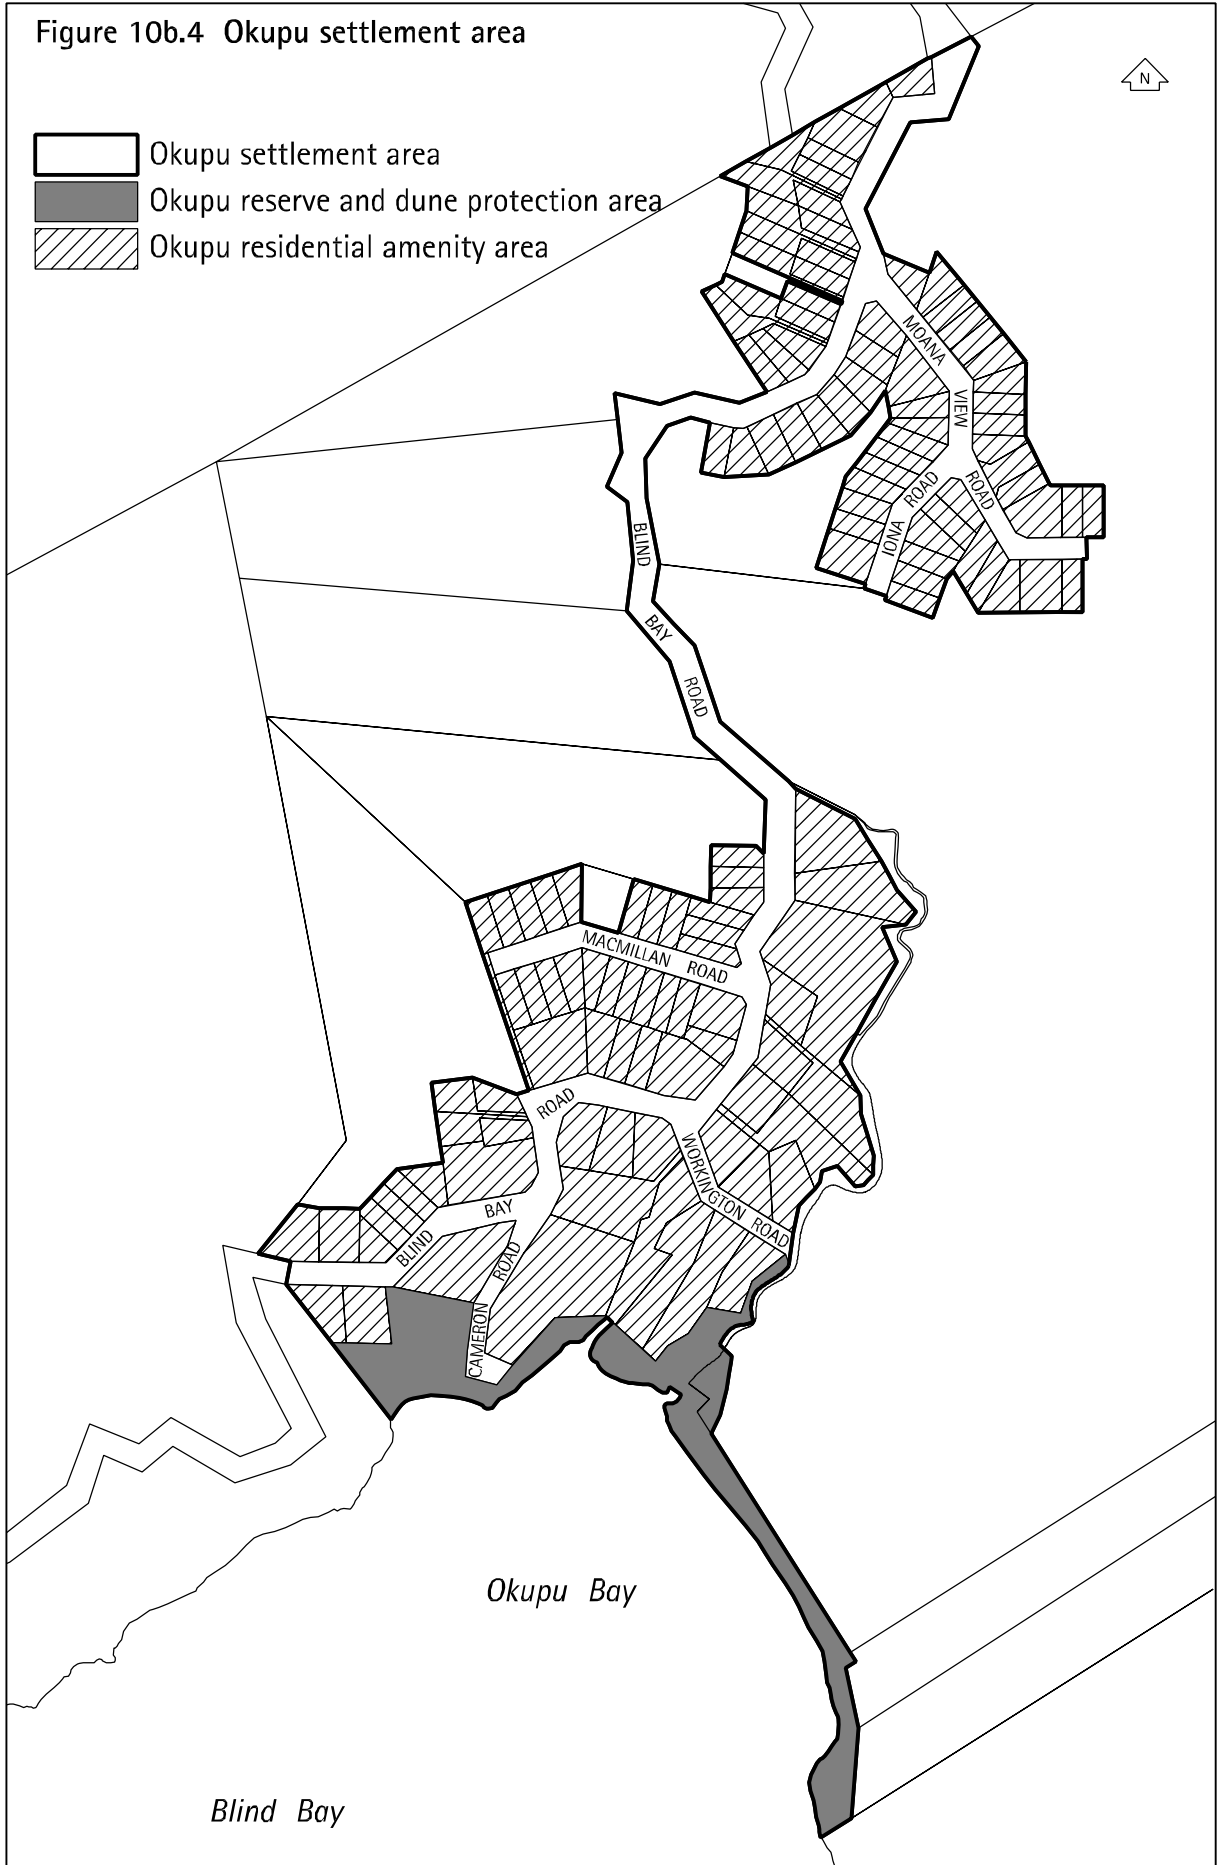 Figure 10b.4 Okupu settlement area
N
Okupu settlement area
Okupu reserve and dune protection area
Okupu residential amenity area
MOANA
VIEW
ROAD
IONA ROAD
BLIND
BAY
ROAD
MACMILLAN ROAD
ROAD
WORKINGTON ROAD
BAY
BLIND
ROAD
CAMERON
Okupu Bay
Blind Bay